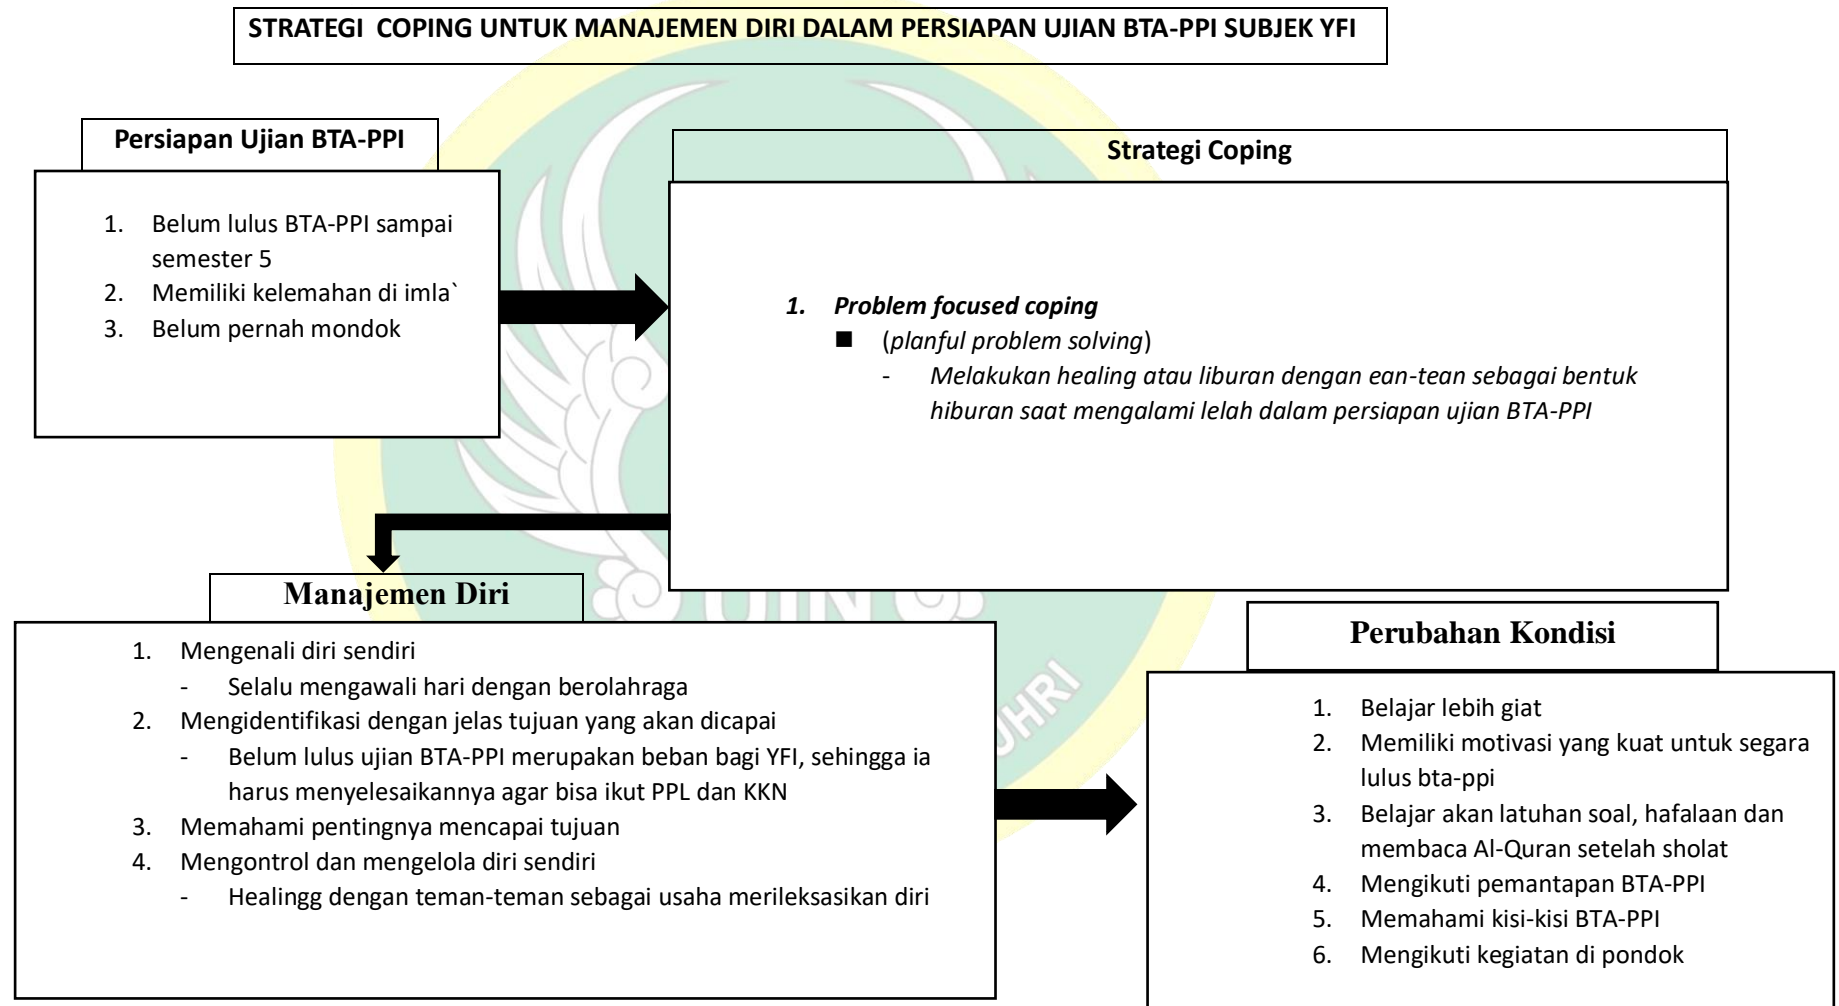 STRATEGI COPING UNTUK MANAJEMEN DIRI DALAM PERSIAPAN UJIAN BTA-PPI SUBJEK YFI
Persiapan Ujian BTA-PPI
1. Belum lulus BTA-PPI sampai
semester 5
2. Memiliki kelemahan di imla`
3. Belum pernah mondok
Strategi Coping
1. Problem focused coping
■ (planful problem solving)
- Melakukan healing atau liburan dengan ean-tean sebagai bentuk
hiburan saat mengalami lelah dalam persiapan ujian BTA-PPI
Manajemen Diri
1. Mengenali diri sendiri
- Selalu mengawali hari dengan berolahraga
2. Mengidentifikasi dengan jelas tujuan yang akan dicapai
- Belum lulus ujian BTA-PPI merupakan beban bagi YFI, sehingga ia
harus menyelesaikannya agar bisa ikut PPL dan KKN
3. Memahami pentingnya mencapai tujuan
4. Mengontrol dan mengelola diri sendiri
- Healingg dengan teman-teman sebagai usaha merileksasikan diri
Perubahan Kondisi
1. Belajar lebih giat
2. Memiliki motivasi yang kuat untuk segara
lulus bta-ppi
3. Belajar akan latuhan soal, hafalaan dan
membaca Al-Quran setelah sholat
4. Mengikuti pemantapan BTA-PPI
5. Memahami kisi-kisi BTA-PPI
6. Mengikuti kegiatan di pondok
UIN
UHRI